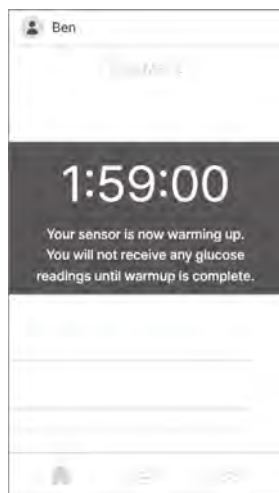 Ben
1:59:00
Your sensor is now warming up.
You will not receive any glucose
readings until warmup is complete.